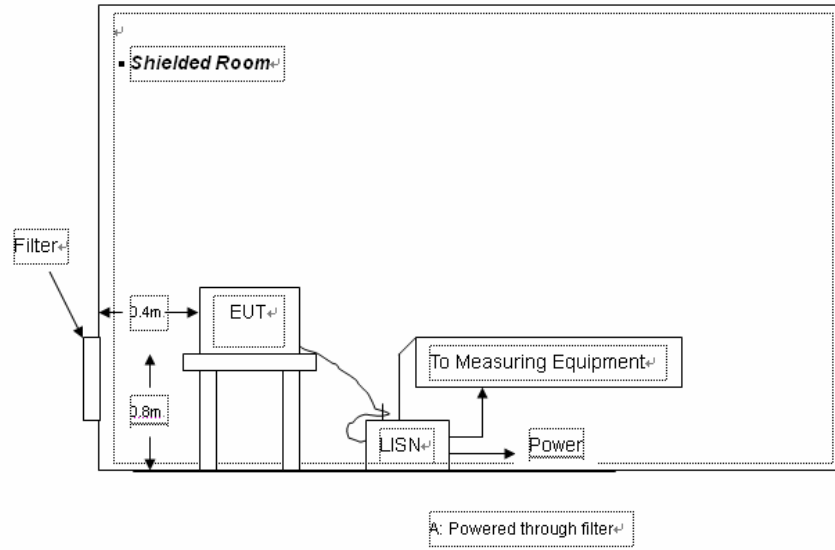 Shielded Room
Filter
0.4m
EUT
To Measuring Equipment
0.8m
LISN
Power
A: Powered through filter